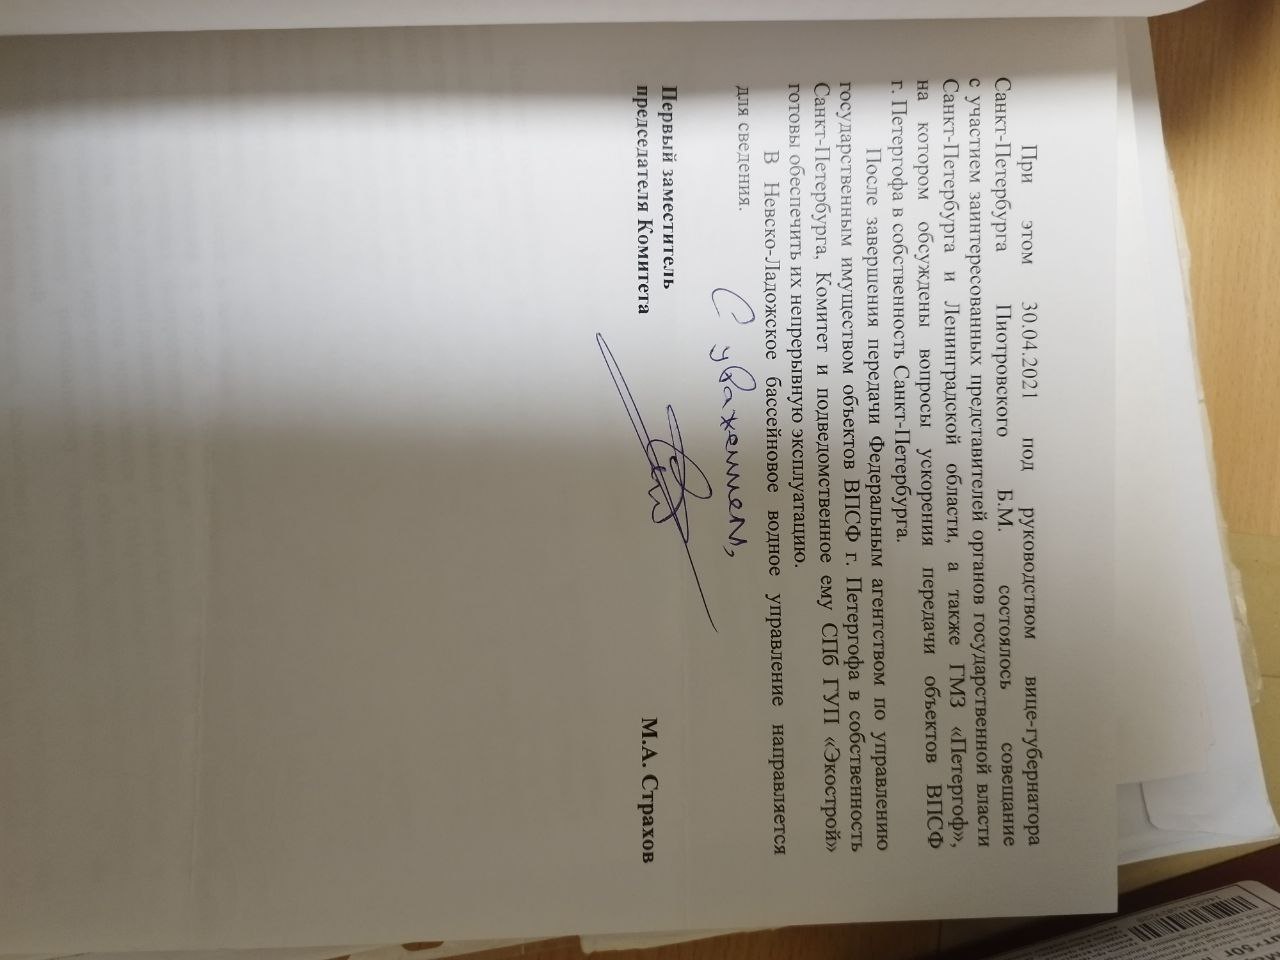 При этом 30.04.2021 под руководством вице-губернатора
Санкт-Петербурга Пиотровского Б.М. состоялось совещание
с участием заинтересованных представителей органов государственной власти
Санкт-Петербурга и Ленинградской области, а также ГМЗ «Петергоф»,
на котором обсуждены вопросы ускорения передачи объектов ВПСФ
г. Петергофа в собственность Санкт-Петербурга.
После завершения передачи Федеральным агентством по управлению
государственным имуществом объектов ВПСФ г. Петергофа в собственность
Санкт-Петербурга, Комитет и подведомственное ему СПб ГУП «Экострой»
готовы обеспечить их непрерывную эксплуатацию.
В Невско-Ладожское бассейновое водное управление направляется
для сведения.
С уважением,
Первый заместитель
председателя Комитета
М.А. Страхов